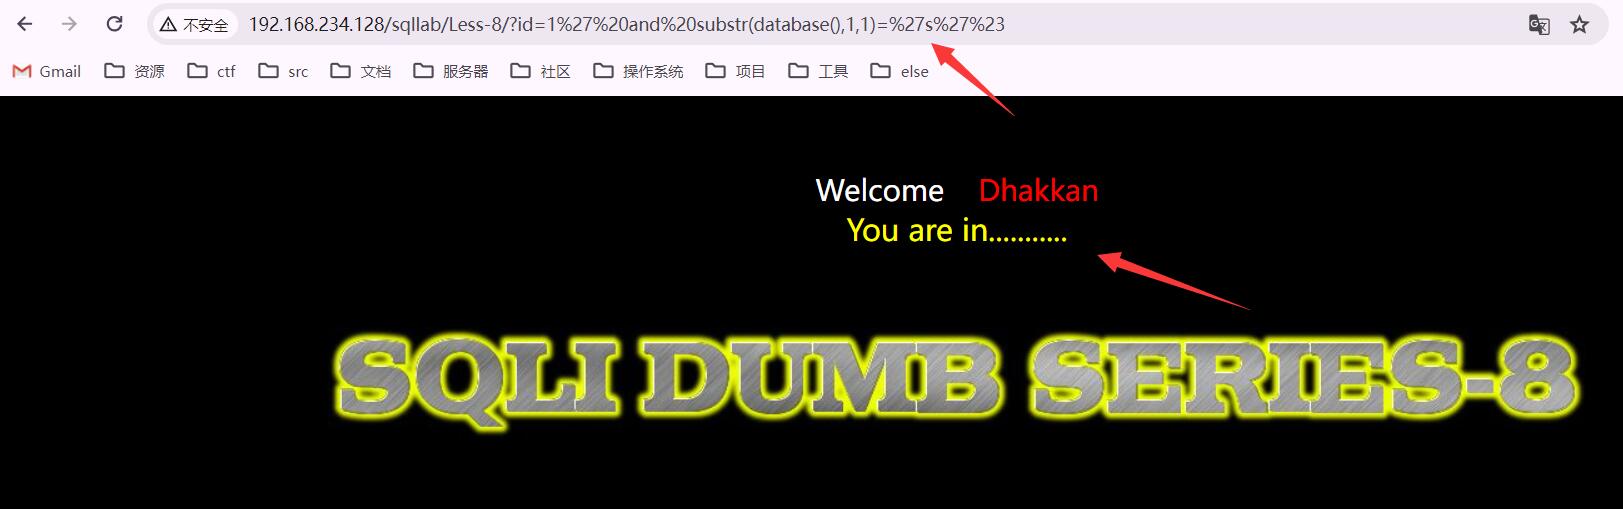 不安全 192.168.234.128/sqllab/Less-8/?id=1%27%20and%20substr(database(),1,1)=%27s%27%23
Gmail 资源 ctf src 文档 服务器 社区 操作系统 项目 工具 else
Welcome Dhakkan
You are in...........
SQLI DUMB SERIES-8